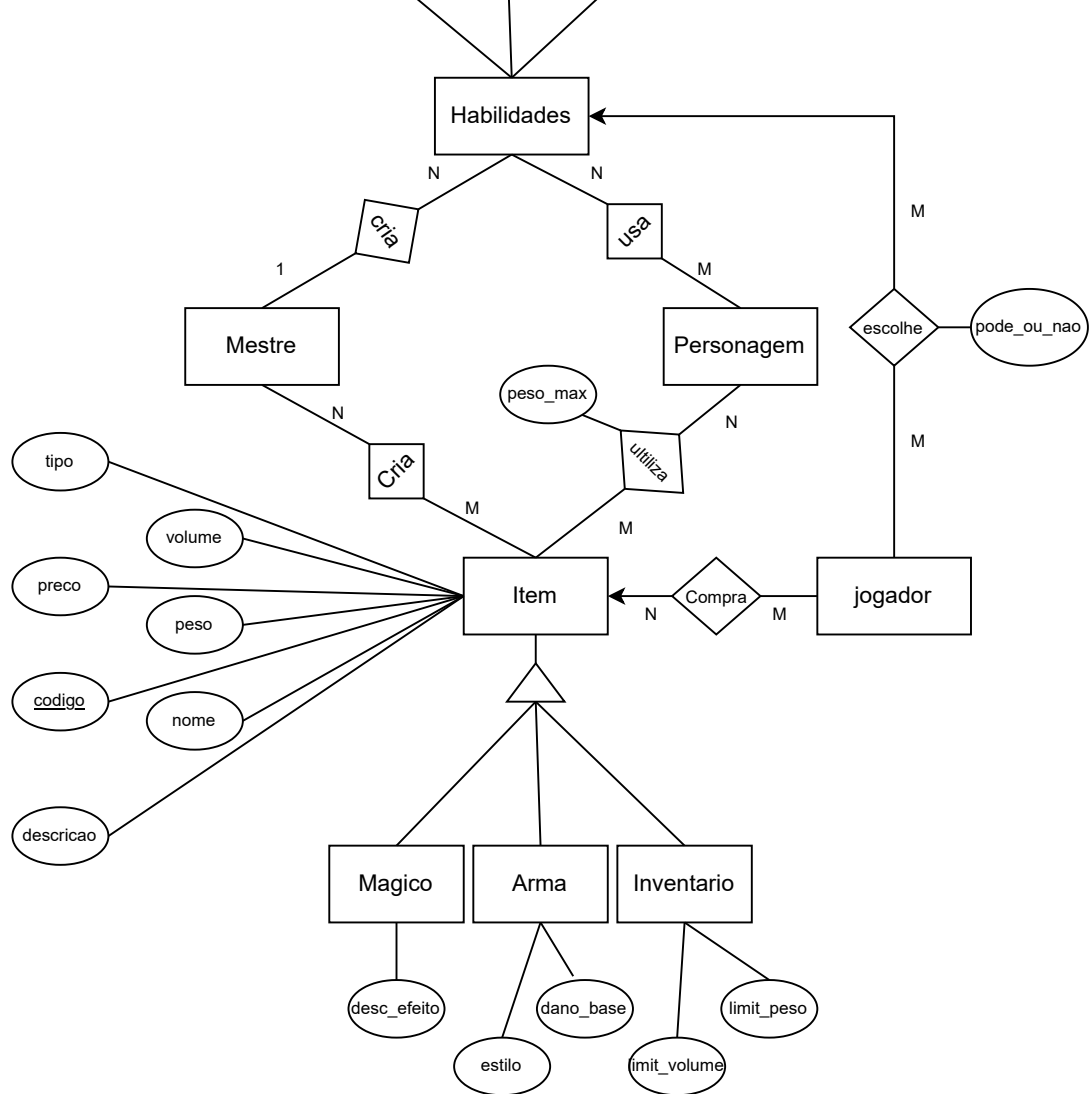 Habilidades
N
N
cria
usa
M
1
M
Mestre
Personagem
escolhe
pode_ou_nao
peso_max
N
N
M
tipo
Cria
ultiliza
M
M
volume
preco
Item
Compra
jogador
peso
N
M
codigo
nome
descricao
Magico
Arma
Inventario
desc_efeito
dano_base
limit_peso
estilo
imit_volume